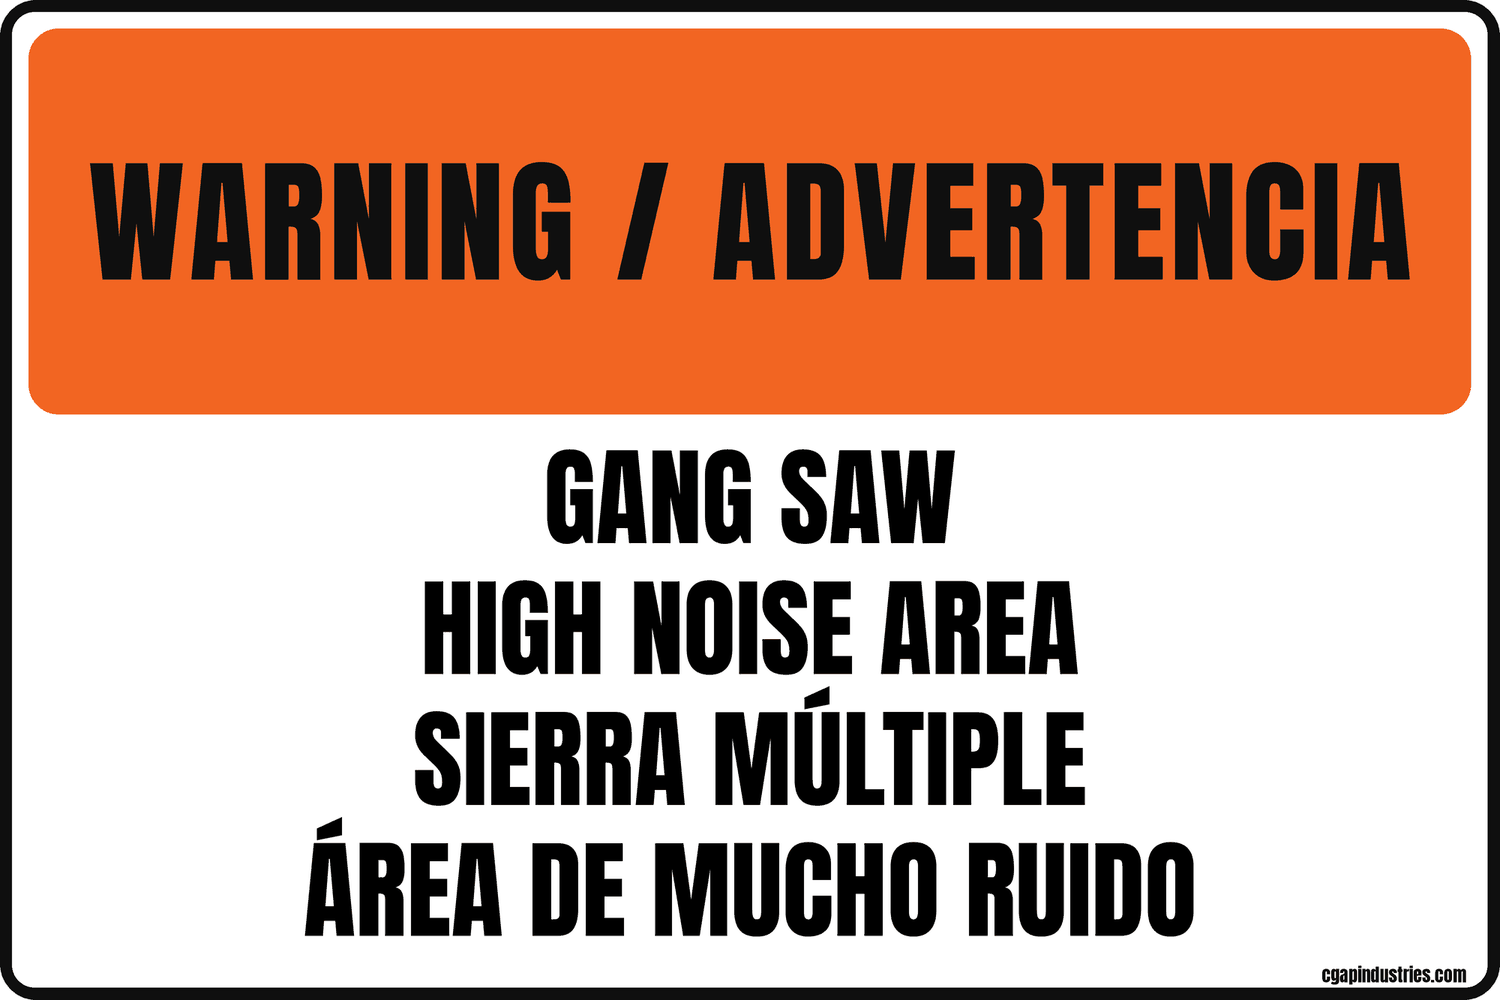 WARNING / ADVERTENCIA
GANG SAW
HIGH NOISE AREA
SIERRA MÚLTIPLE
ÁREA DE MUCHO RUIDO
cgapindustries.com